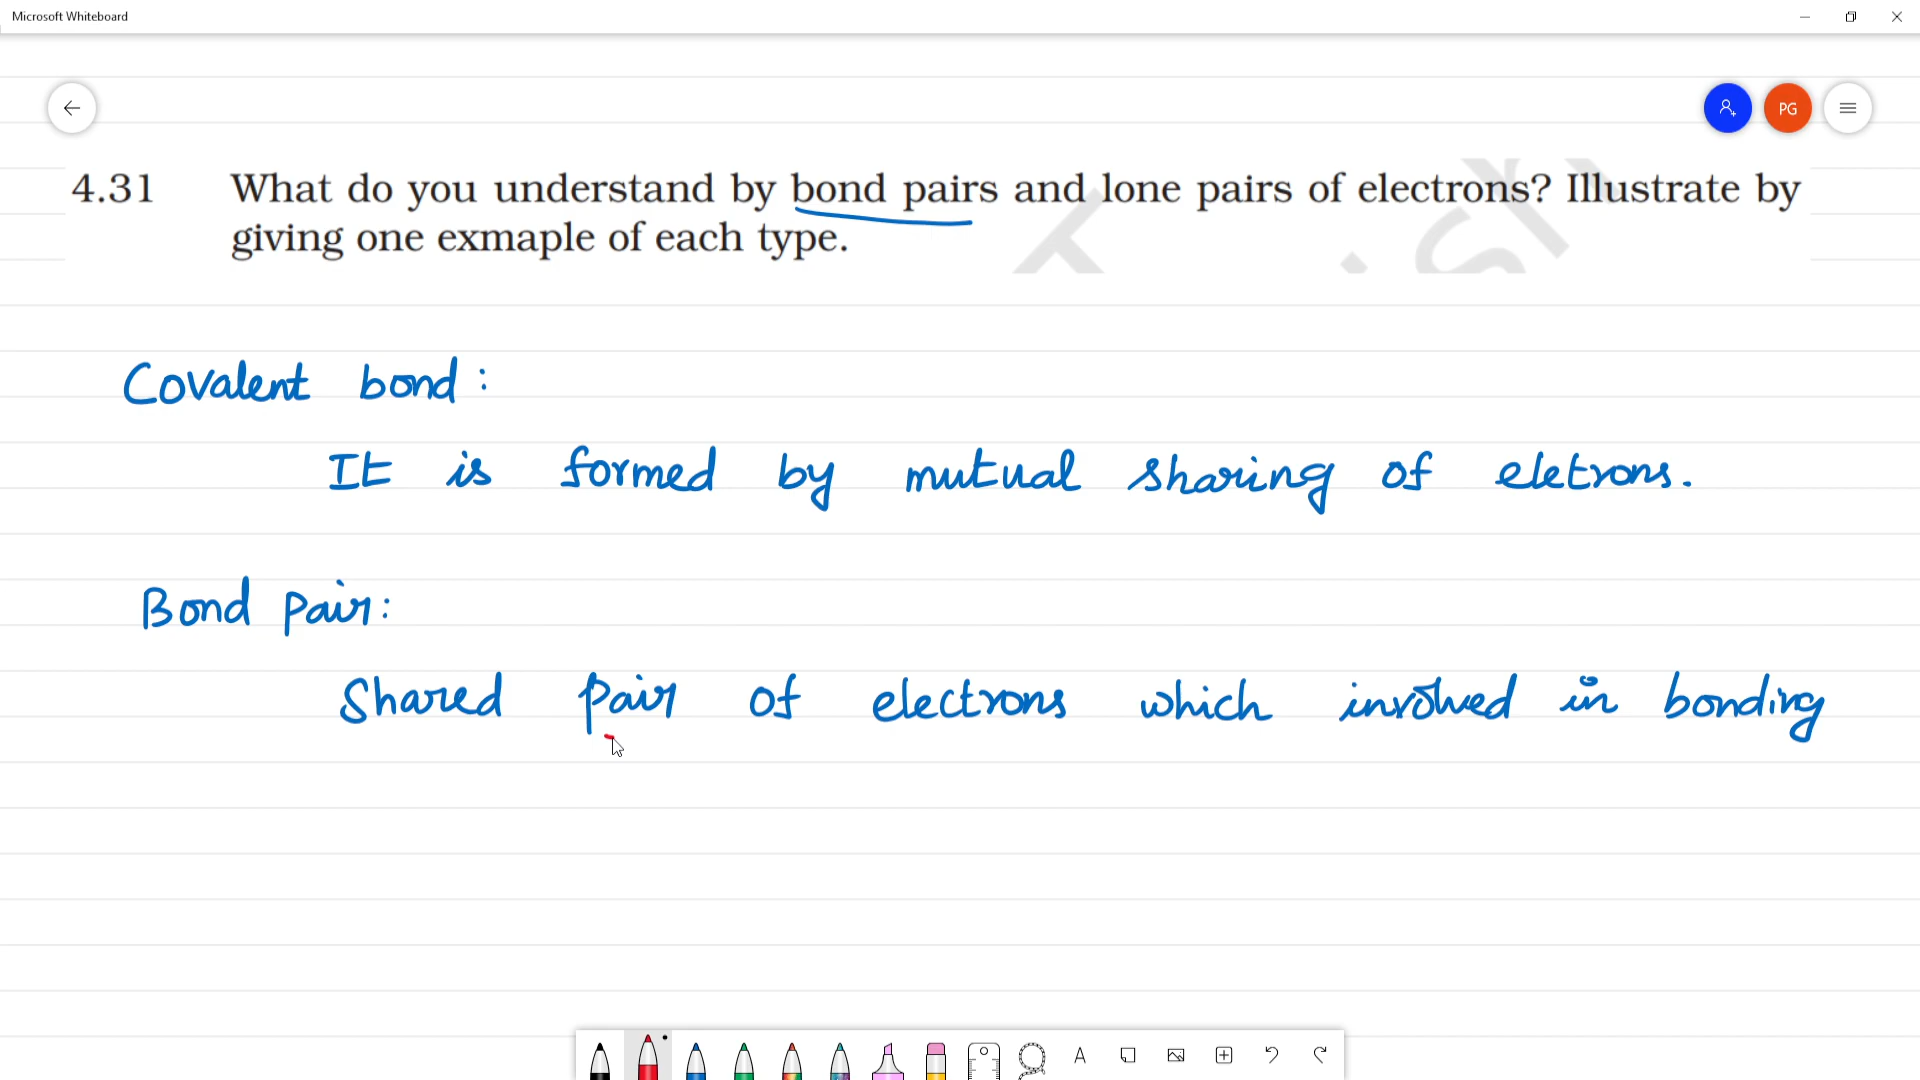 Microsoft Whiteboard
PG
4.31 What do you understand by bond pairs and lone pairs of electrons? Illustrate by
giving one exmaple of each type.
Covalent bond :
It is formed by mutual sharing of eletrons.
Bond pair:
Shared pair of electrons which involved in bonding
A